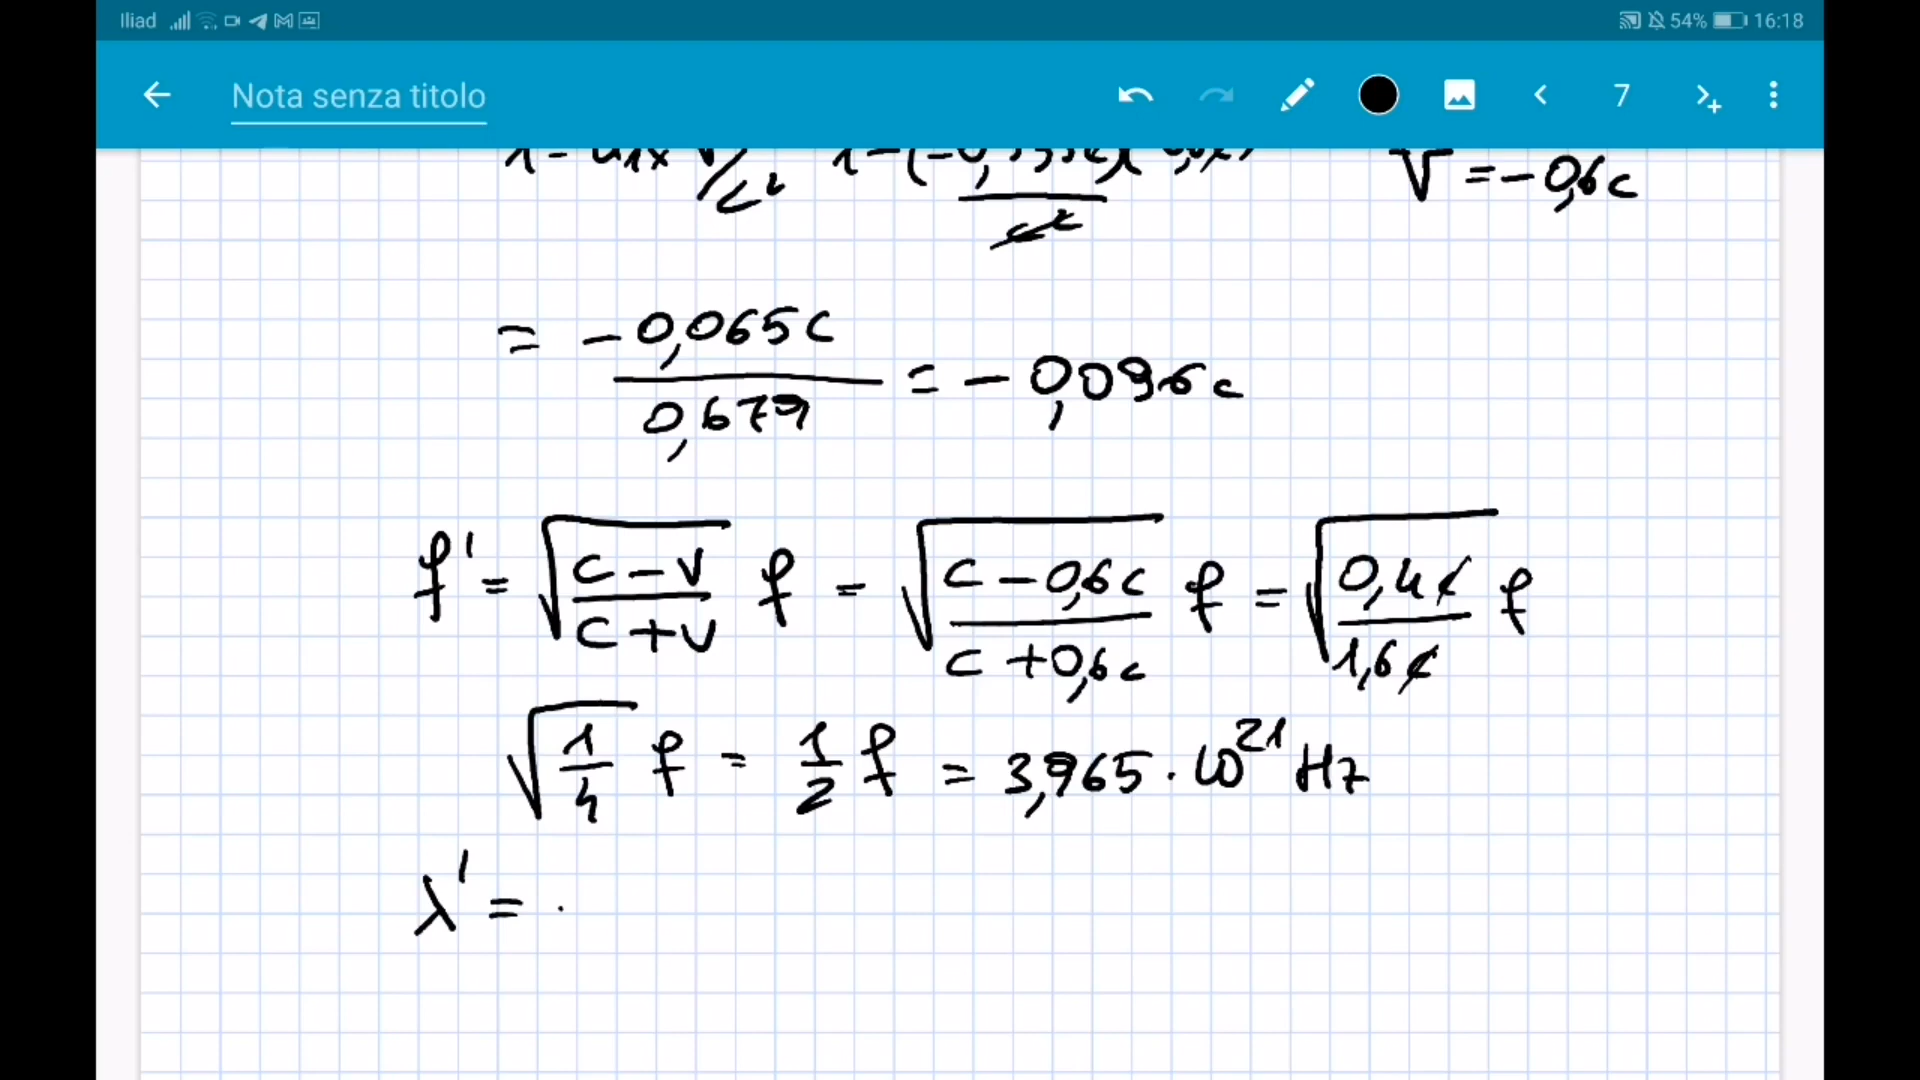 Iliad 54% 16:18
Nota senza titolo 7
V = -0,6c
c²
= -0,065c / 0,679 = -0,096c
f' = √((c-v)/(c+v)) f = √((c-0,6c)/(c+0,6c)) f = √(0,4c/1,6c) f
√(1/4) f = 1/2 f = 3,965 · 10²¹ Hz
λ' = .